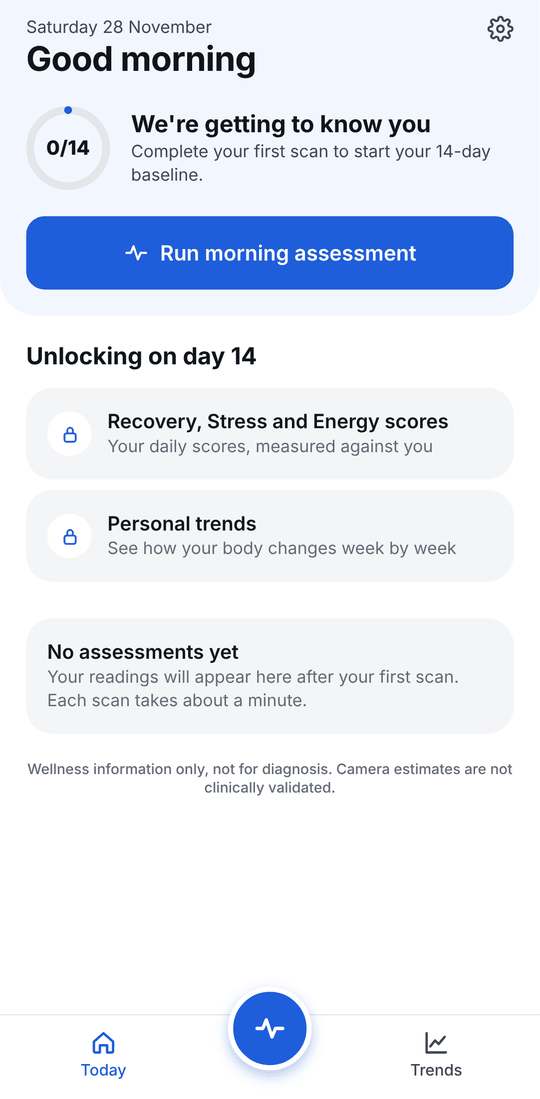 Saturday 28 November
Good morning
0/14
We're getting to know you
Complete your first scan to start your 14-day
baseline.
Run morning assessment
Unlocking on day 14
Recovery, Stress and Energy scores
Your daily scores, measured against you
Personal trends
See how your body changes week by week
No assessments yet
Your readings will appear here after your first scan.
Each scan takes about a minute.
Wellness information only, not for diagnosis. Camera estimates are not
clinically validated.
Today
Trends